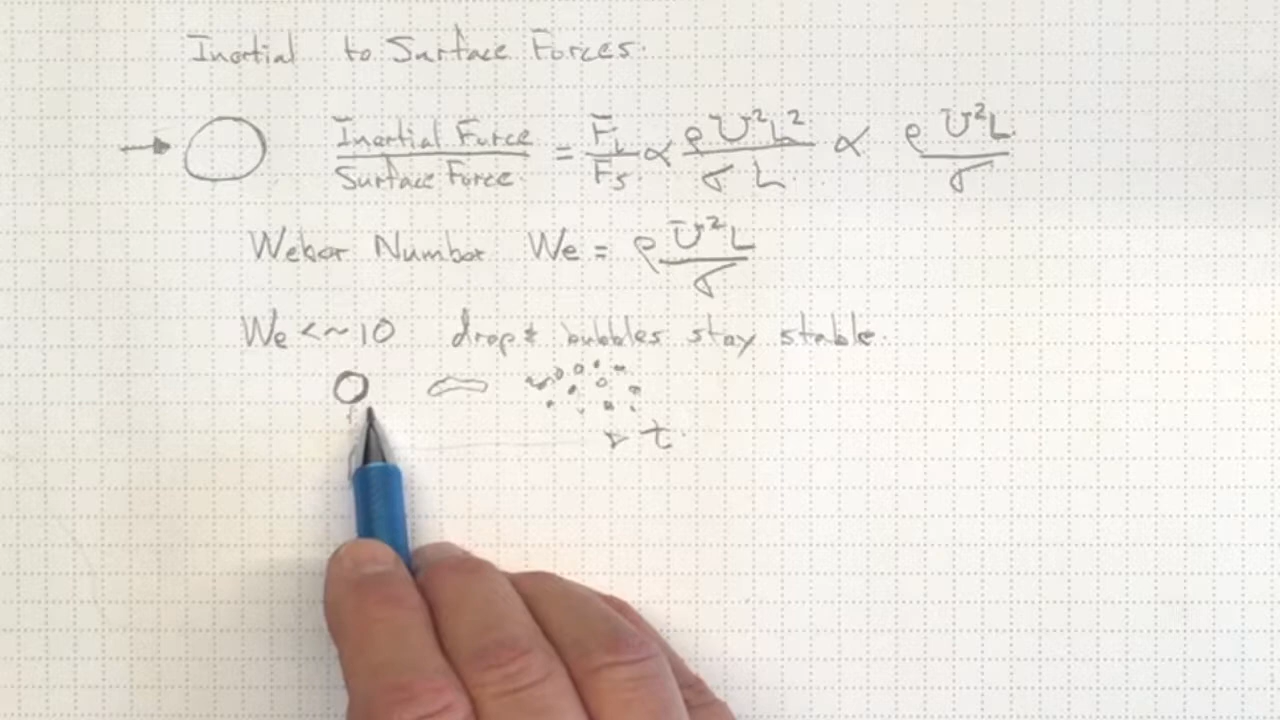 Inertial to Surface Forces.
Inertial Force / Surface Force = F_i / F_s ∝ ρU²L² / σ L ∝ ρU²L / σ
Weber Number We = ρU²L / σ
We <~10 drop & bubbles stay stable.
t